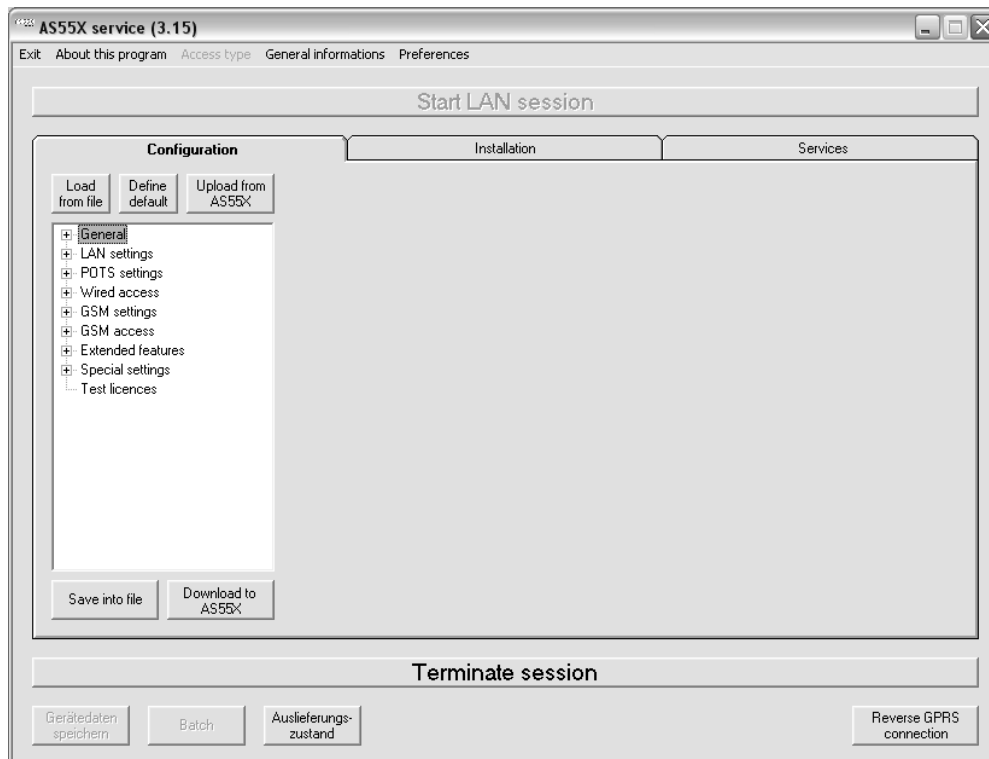 AS55X service (3.15)
Exit About this program Access type General informations Preferences
Start LAN session
Configuration Installation Services
Load from file
Define default
Upload from AS55X
General
LAN settings
POTS settings
Wired access
GSM settings
GSM access
Extended features
Special settings
Test licences
Save into file
Download to AS55X
Terminate session
Gerätedaten speichern
Batch
Auslieferungs-
zustand
Reverse GPRS connection